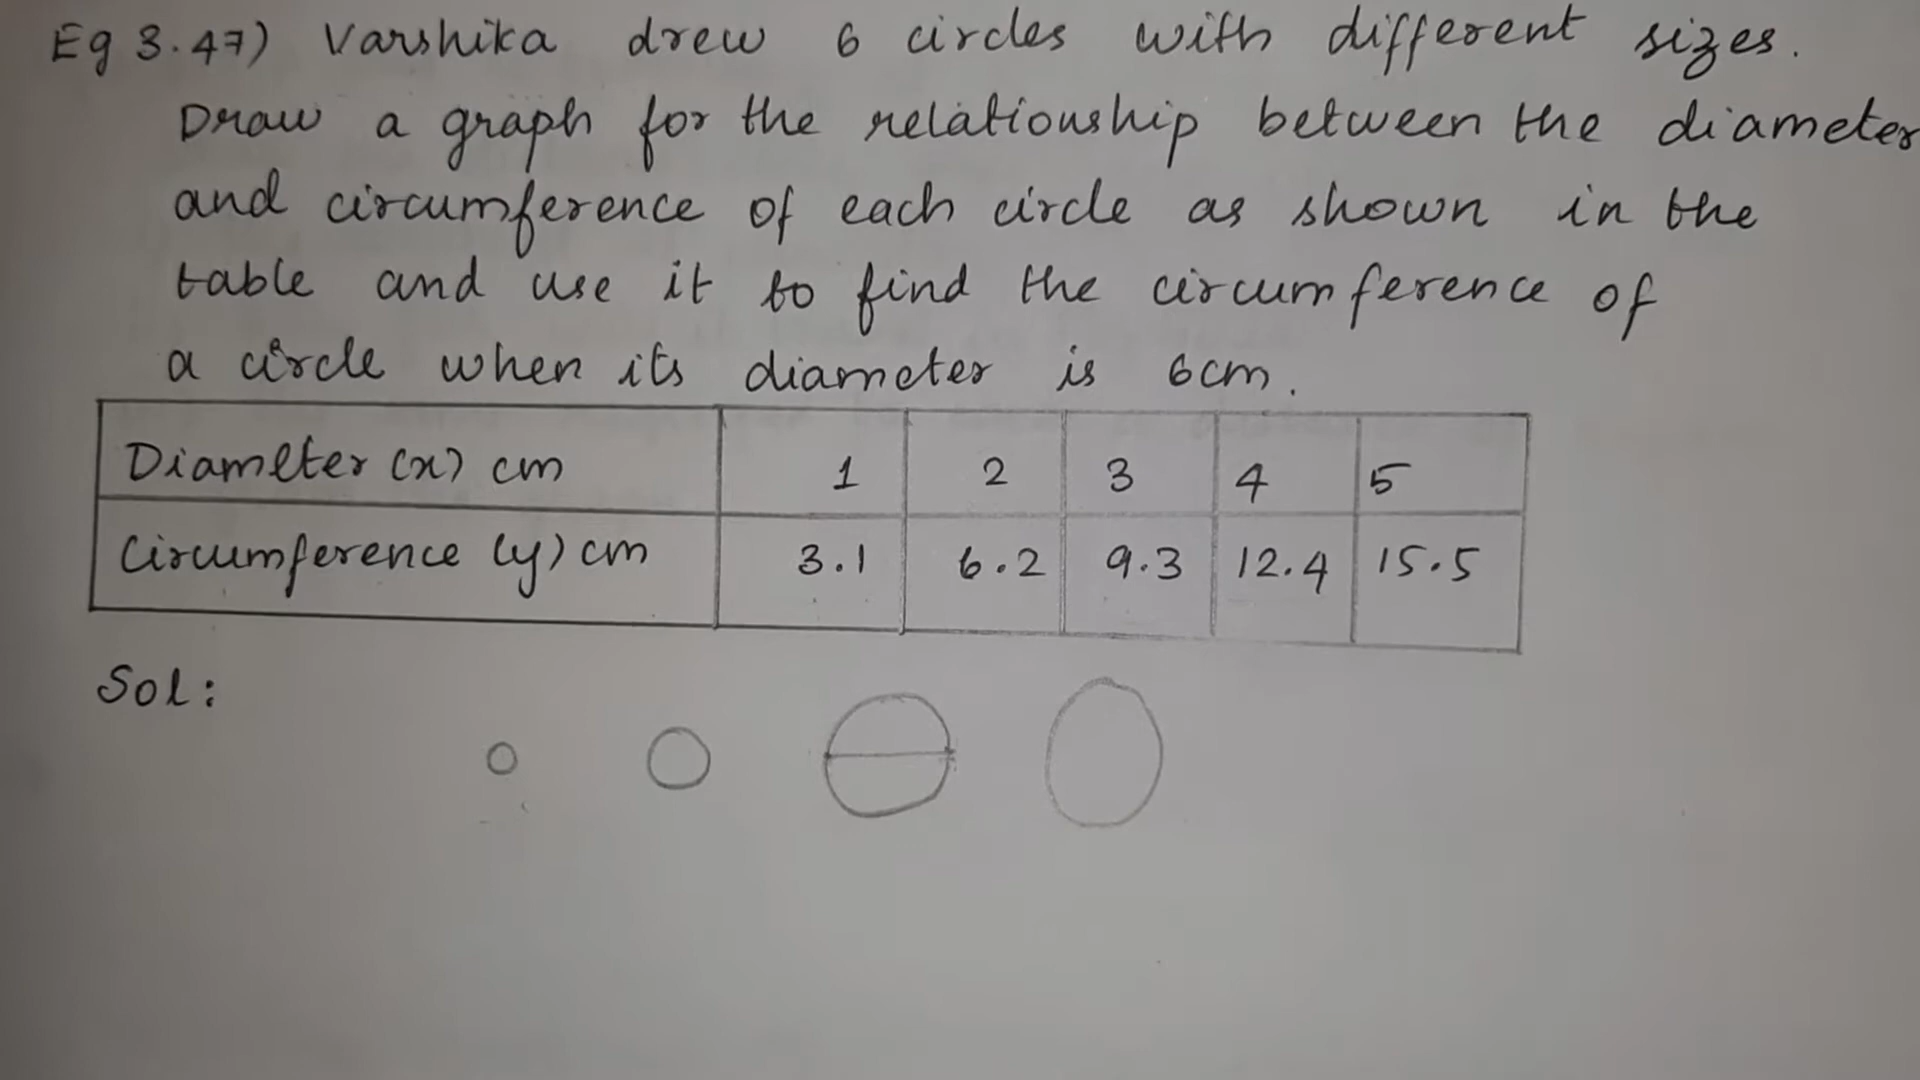 Eg 3.47) Varshika drew 6 circles with different sizes.
Draw a graph for the relationship between the diameter
and circumference of each circle as shown in the
table and use it to find the circumference of
a circle when its diameter is 6cm.
Diameter (x) cm 1 2 3 4 5
Circumference (y) cm 3.1 6.2 9.3 12.4 15.5
Sol: